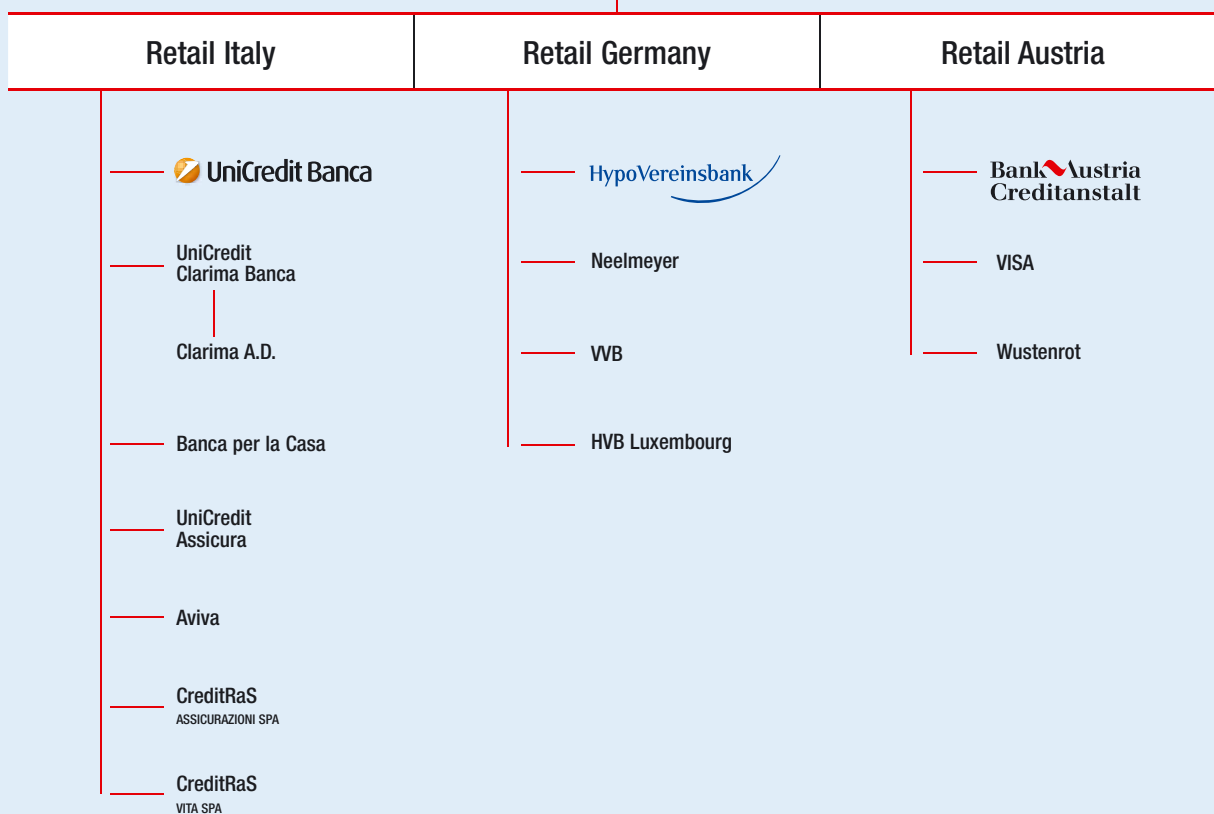 Retail Italy
Retail Germany
Retail Austria
UniCredit Banca
UniCredit
Clarima Banca
Clarima A.D.
Banca per la Casa
UniCredit
Assicura
Aviva
CreditRaS
ASSICURAZIONI SPA
CreditRaS
VITA SPA
HypoVereinsbank
Neelmeyer
VVB
HVB Luxembourg
Bank Austria
Creditanstalt
VISA
Wustenrot